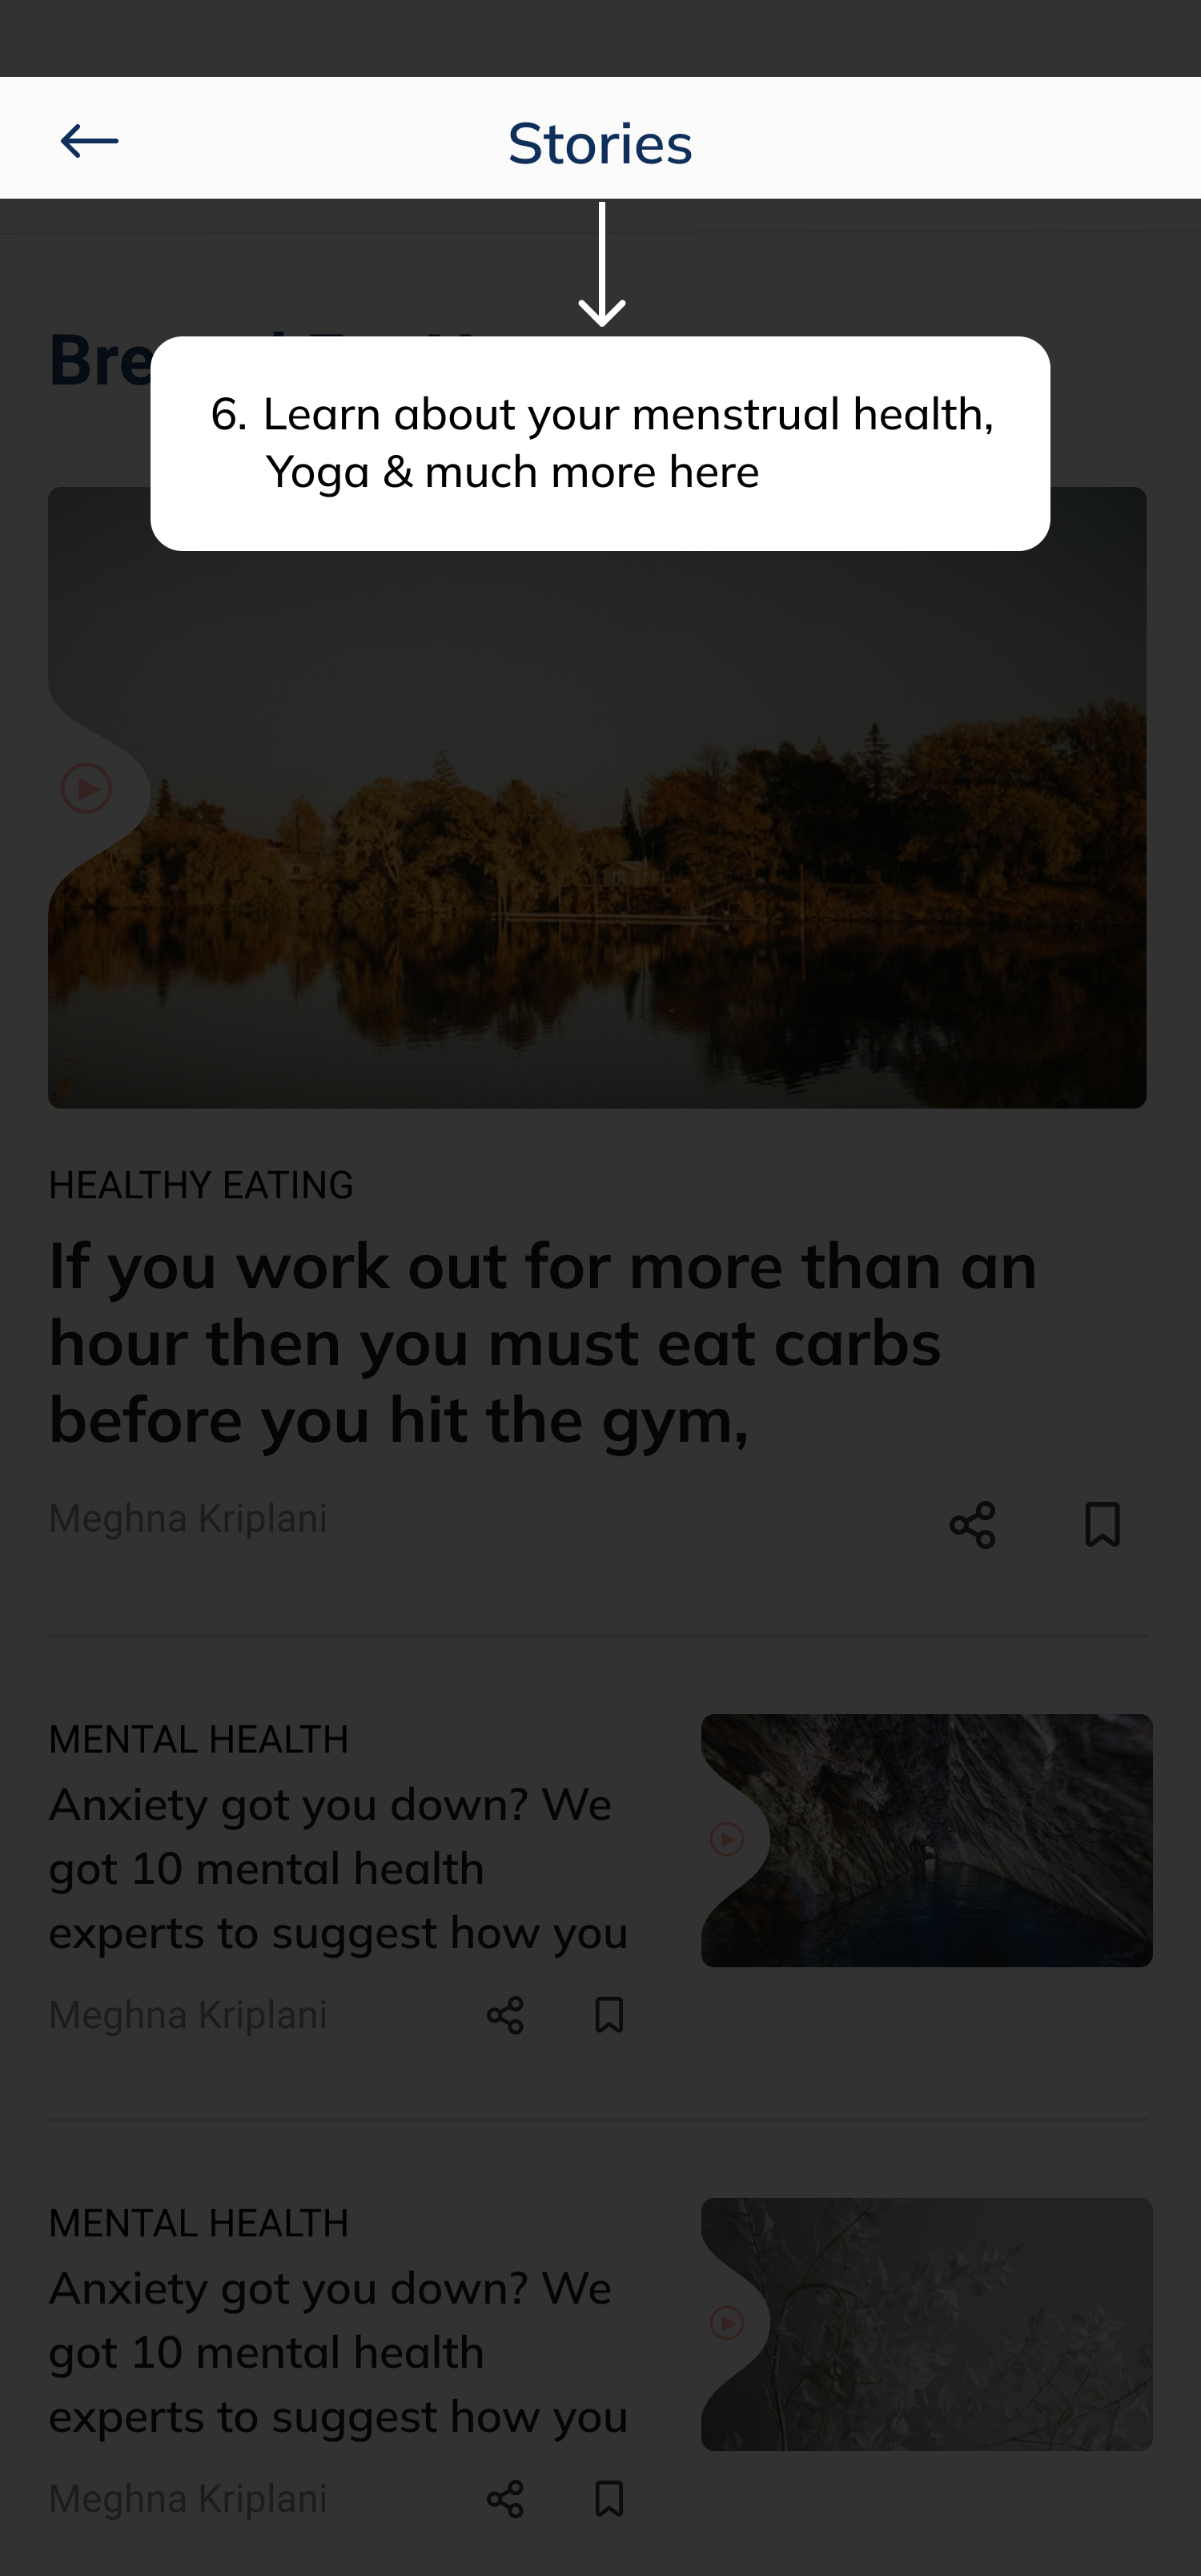 Stories
6. Learn about your menstrual health,
Yoga & much more here
HEALTHY EATING
If you work out for more than an
hour then you must eat carbs
before you hit the gym,
Meghna Kriplani
MENTAL HEALTH
Anxiety got you down? We
got 10 mental health
experts to suggest how you
Meghna Kriplani
MENTAL HEALTH
Anxiety got you down? We
got 10 mental health
experts to suggest how you
Meghna Kriplani